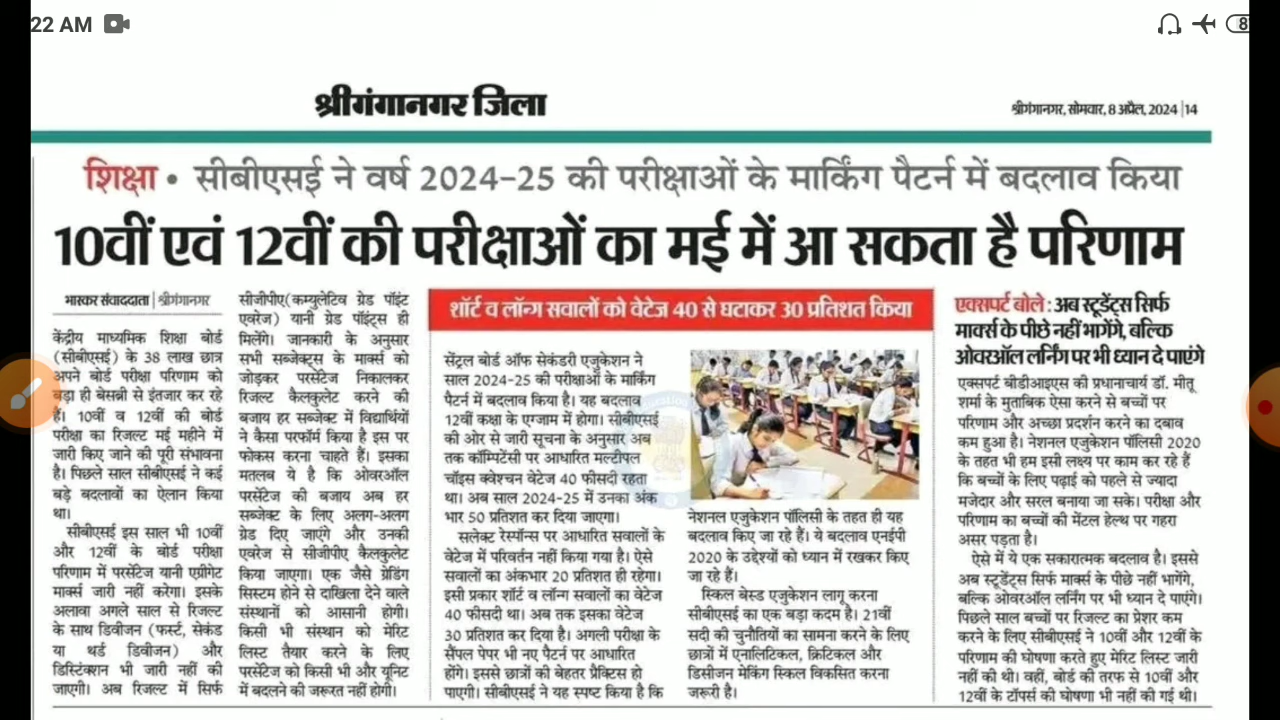 22 AM
8
श्रीगंगानगर जिला
श्रीगंगानगर, सोमवार, 8 अप्रैल, 2024 | 14
शिक्षा • सीबीएसई ने वर्ष 2024-25 की परीक्षाओं के मार्किंग पैटर्न में बदलाव किया
10वीं एवं 12वीं की परीक्षाओं का मई में आ सकता है परिणाम
भास्कर संवाददाता | श्रीगंगानगर
केंद्रीय माध्यमिक शिक्षा बोर्ड
(सीबीएसई) के 38 लाख छात्र
अपने बोर्ड परीक्षा परिणाम को
बड़ा ही बेसब्री से इंतजार कर रहे
हैं। 10वीं व 12वीं की बोर्ड
परीक्षा का रिजल्ट मई महीने में
जारी किए जाने की पूरी संभावना
है। पिछले साल सीबीएसई ने कई
बड़े बदलावों का ऐलान किया
था।
सीबीएसई इस साल भी 10वीं
और 12वीं के बोर्ड परीक्षा
परिणाम में परसेंटेज यानी एग्रीगेट
मार्क्स जारी नहीं करेगा। इसके
अलावा अगले साल से रिजल्ट
के साथ डिवीजन (फर्स्ट, सेकंड
या थर्ड डिवीजन) और
डिस्टिंक्शन भी जारी नहीं की
जाएगी। अब रिजल्ट में सिर्फ
सीजीपीए(कम्युलेटिव ग्रेड पॉइंट
एवरेज) यानी ग्रेड पॉइंट्स ही
मिलेंगे। जानकारी के अनुसार
सभी सब्जेक्ट्स के मार्क्स को
जोड़कर परसेंटेज निकालकर
रिजल्ट कैलकुलेट करने की
बजाय हर सब्जेक्ट में विद्यार्थियों
ने कैसा परफॉर्म किया है इस पर
फोकस करना चाहते हैं। इसका
मतलब ये है कि ओवरऑल
परसेंटेज की बजाय अब हर
सब्जेक्ट के लिए अलग-अलग
ग्रेड दिए जाएंगे और उनकी
एवरेज से सीजीपीए कैलकुलेट
किया जाएगा। एक जैसे ग्रेडिंग
सिस्टम होने से दाखिला देने वाले
संस्थानों को आसानी होगी।
किसी भी संस्थान को मेरिट
लिस्ट तैयार करने के लिए
परसेंटेज को किसी भी और यूनिट
में बदलने की जरूरत नहीं होगी।
शॉर्ट व लॉन्ग सवालों को वेटेज 40 से घटाकर 30 प्रतिशत किया
सेंट्रल बोर्ड ऑफ सेकंडरी एजुकेशन ने
साल 2024-25 की परीक्षाओं के मार्किंग
पैटर्न में बदलाव किया है। यह बदलाव
12वीं कक्षा के एग्जाम में होगा। सीबीएसई
की ओर से जारी सूचना के अनुसार अब
तक कॉम्पिटेंसी पर आधारित मल्टीपल
चॉइस क्वेश्चन वेटेज 40 फीसदी रहता
था। अब साल 2024-25 में उनका अंक
भार 50 प्रतिशत कर दिया जाएगा।
सलेक्ट रेस्पॉन्स पर आधारित सवालों के
वेटेज में परिवर्तन नहीं किया गया है। ऐसे
सवालों का अंकभार 20 प्रतिशत ही रहेगा।
इसी प्रकार शॉर्ट व लॉन्ग सवालों का वेटेज
40 फीसदी था। अब तक इसका वेटेज
30 प्रतिशत कर दिया है। अगली परीक्षा के
सैंपल पेपर भी नए पैटर्न पर आधारित
होंगे। इससे छात्रों की बेहतर प्रैक्टिस हो
पाएगी। सीबीएसई ने यह स्पष्ट किया है कि
नेशनल एजुकेशन पॉलिसी के तहत ही यह
बदलाव किए जा रहे हैं। ये बदलाव एनईपी
2020 के उद्देश्यों को ध्यान में रखकर किए
जा रहे हैं।
स्किल बेस्ड एजुकेशन लागू करना
सीबीएसई का एक बड़ा कदम है। 21वीं
सदी की चुनौतियों का सामना करने के लिए
छात्रों में एनालिटिकल, क्रिटिकल और
डिसीजन मेकिंग स्किल विकसित करना
जरूरी है।
एक्सपर्ट बोले : अब स्टूडेंट्स सिर्फ
मार्क्स के पीछे नहीं भागेंगे, बल्कि
ओवरऑल लर्निंग पर भी ध्यान दे पाएंगे
एक्सपर्ट बीडीआइएस की प्रधानाचार्य डॉ. मीतू
शर्मा के मुताबिक ऐसा करने से बच्चों पर
परिणाम और अच्छा प्रदर्शन करने का दबाव
कम हुआ है। नेशनल एजुकेशन पॉलिसी 2020
के तहत भी हम इसी लक्ष्य पर काम कर रहे हैं
कि बच्चों के लिए पढ़ाई को पहले से ज्यादा
मजेदार और सरल बनाया जा सके। परीक्षा और
परिणाम का बच्चों की मेंटल हेल्थ पर गहरा
असर पड़ता है।
ऐसे में ये एक सकारात्मक बदलाव है। इससे
अब स्टूडेंट्स सिर्फ मार्क्स के पीछे नहीं भागेंगे,
बल्कि ओवरऑल लर्निंग पर भी ध्यान दे पाएंगे।
पिछले साल बच्चों पर रिजल्ट का प्रेशर कम
करने के लिए सीबीएसई ने 10वीं और 12वीं के
परिणाम की घोषणा करते हुए मेरिट लिस्ट जारी
नहीं की थी। वहीं, बोर्ड की तरफ से 10वीं और
12वीं के टॉपर्स की घोषणा भी नहीं की गई थी।